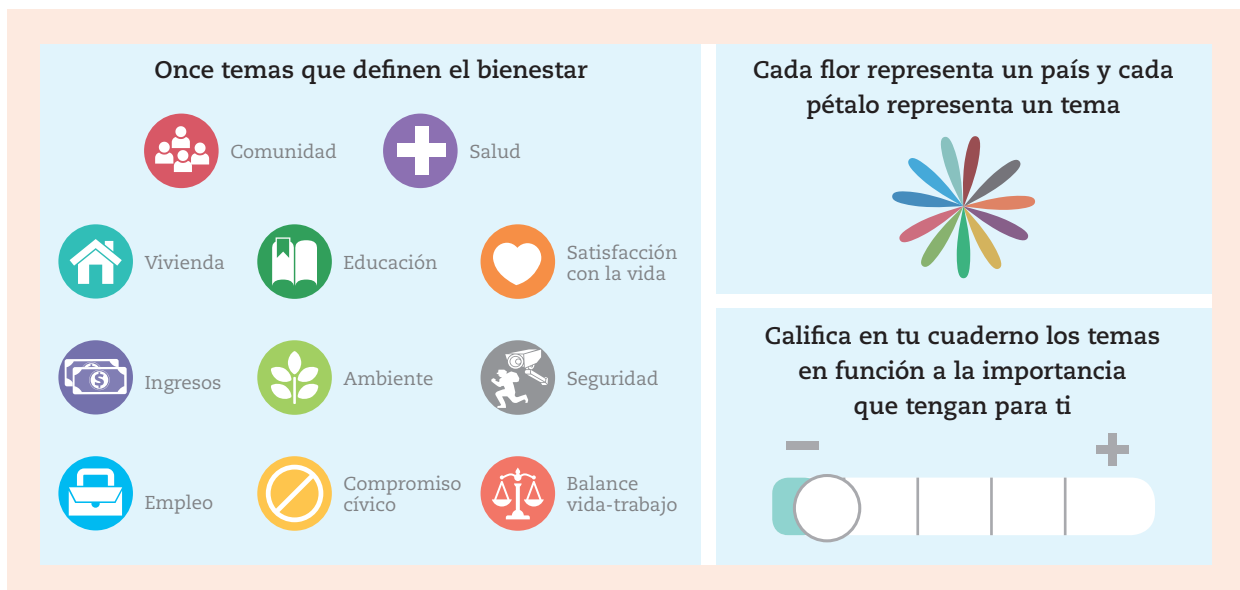 Once temas que definen el bienestar
Comunidad
Salud
Vivienda
Educación
Satisfacción
con la vida
Ingresos
Ambiente
Seguridad
Empleo
Compromiso
cívico
Balance
vida-trabajo
Cada flor representa un país y cada
pétalo representa un tema
Califica en tu cuaderno los temas
en función a la importancia
que tengan para ti
− +